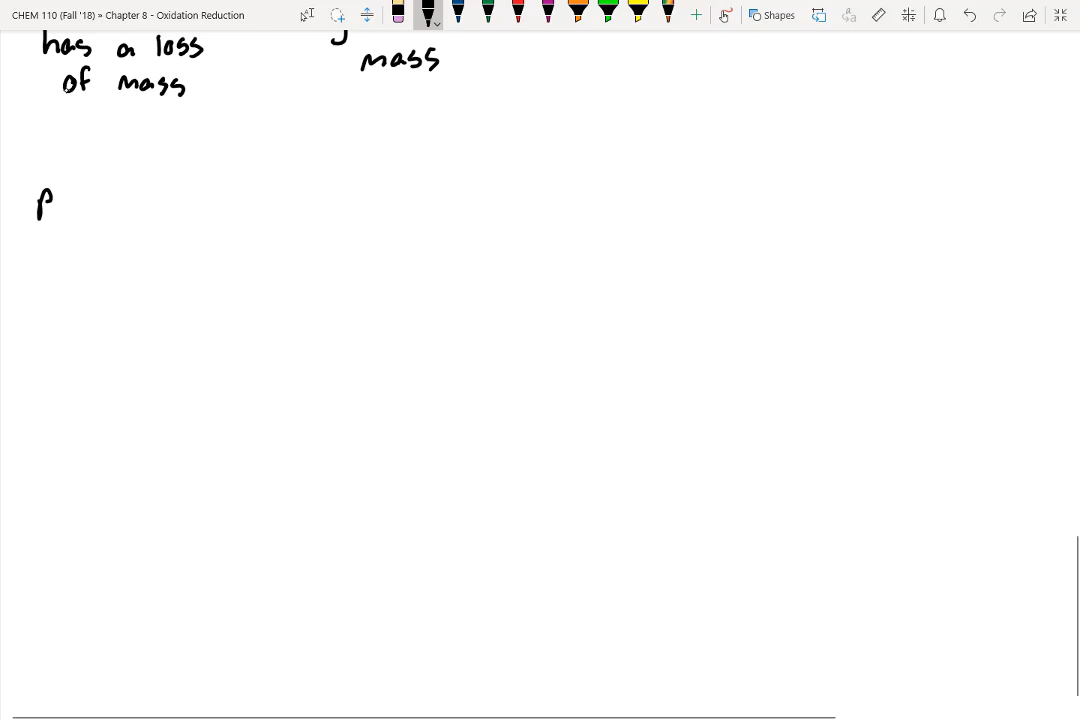 CHEM 110 (Fall '18) » Chapter 8 - Oxidation Reduction
Shapes
has a loss
mass
of mass
P